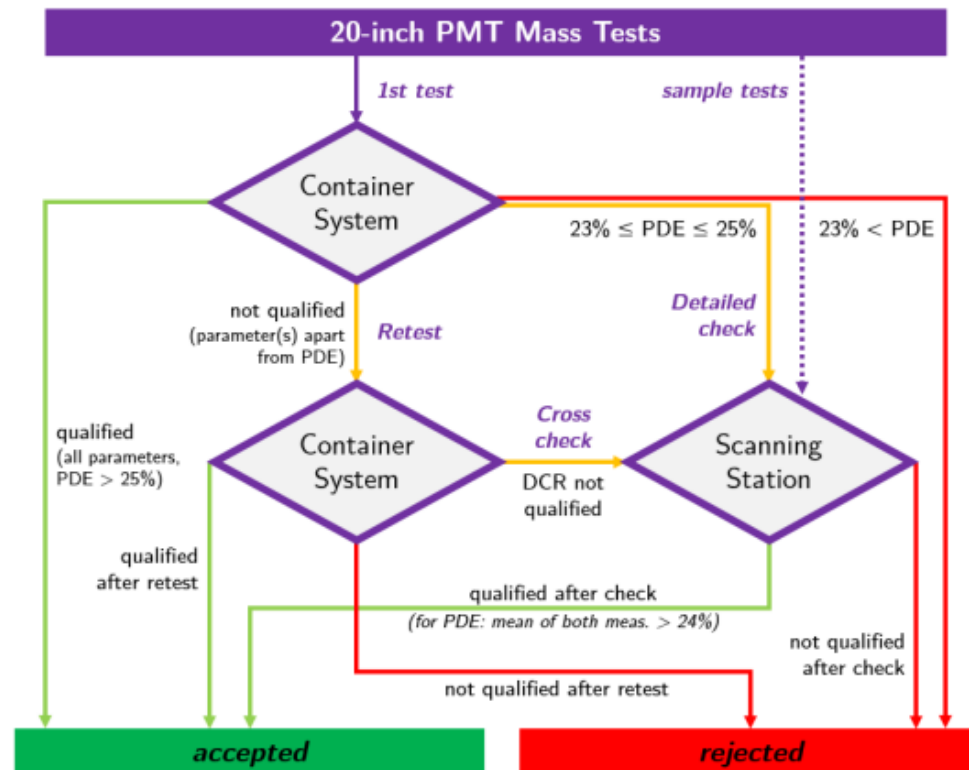 20-inch PMT Mass Tests
1st test
sample tests
Container
System
23% ≤ PDE ≤ 25%
23% < PDE
not qualified
(parameter(s) apart
from PDE)
Retest
Detailed
check
qualified
(all parameters,
PDE > 25%)
Container
System
Cross
check
DCR not
qualified
Scanning
Station
qualified
after retest
qualified after check
(for PDE: mean of both meas. > 24%)
not qualified
after check
not qualified after retest
accepted
rejected